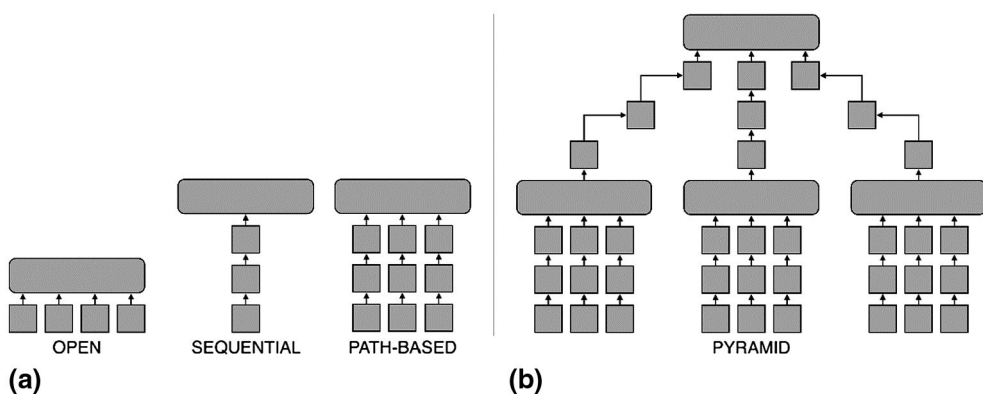 OPEN
SEQUENTIAL
PATH-BASED
PYRAMID
(a)
(b)